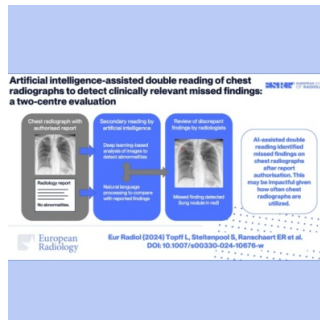 Artificial intelligence-assisted double reading of chest
radiographs to detect clinically relevant missed findings:
a two-centre evaluation
Chest radiograph with
authorised report
Radiology report
No abnormalities.
Secondary reading by
artificial intelligence
Deep learning-based
analysis of images to
detect abnormalities
Natural language
processing to compare
with reported findings
Review of discrepant
findings by radiologists
Missed finding detected
(lung nodule in red)
AI-assisted double
reading identified
missed findings on
chest radiographs
after report
authorisation. This
may be impactful given
how often chest
radiographs are
utilized.
European
Radiology
Eur Radiol (2024) Topff L, Steltenpool S, Ranschaert ER et al.
DOI: 10.1007/s00330-024-10676-w